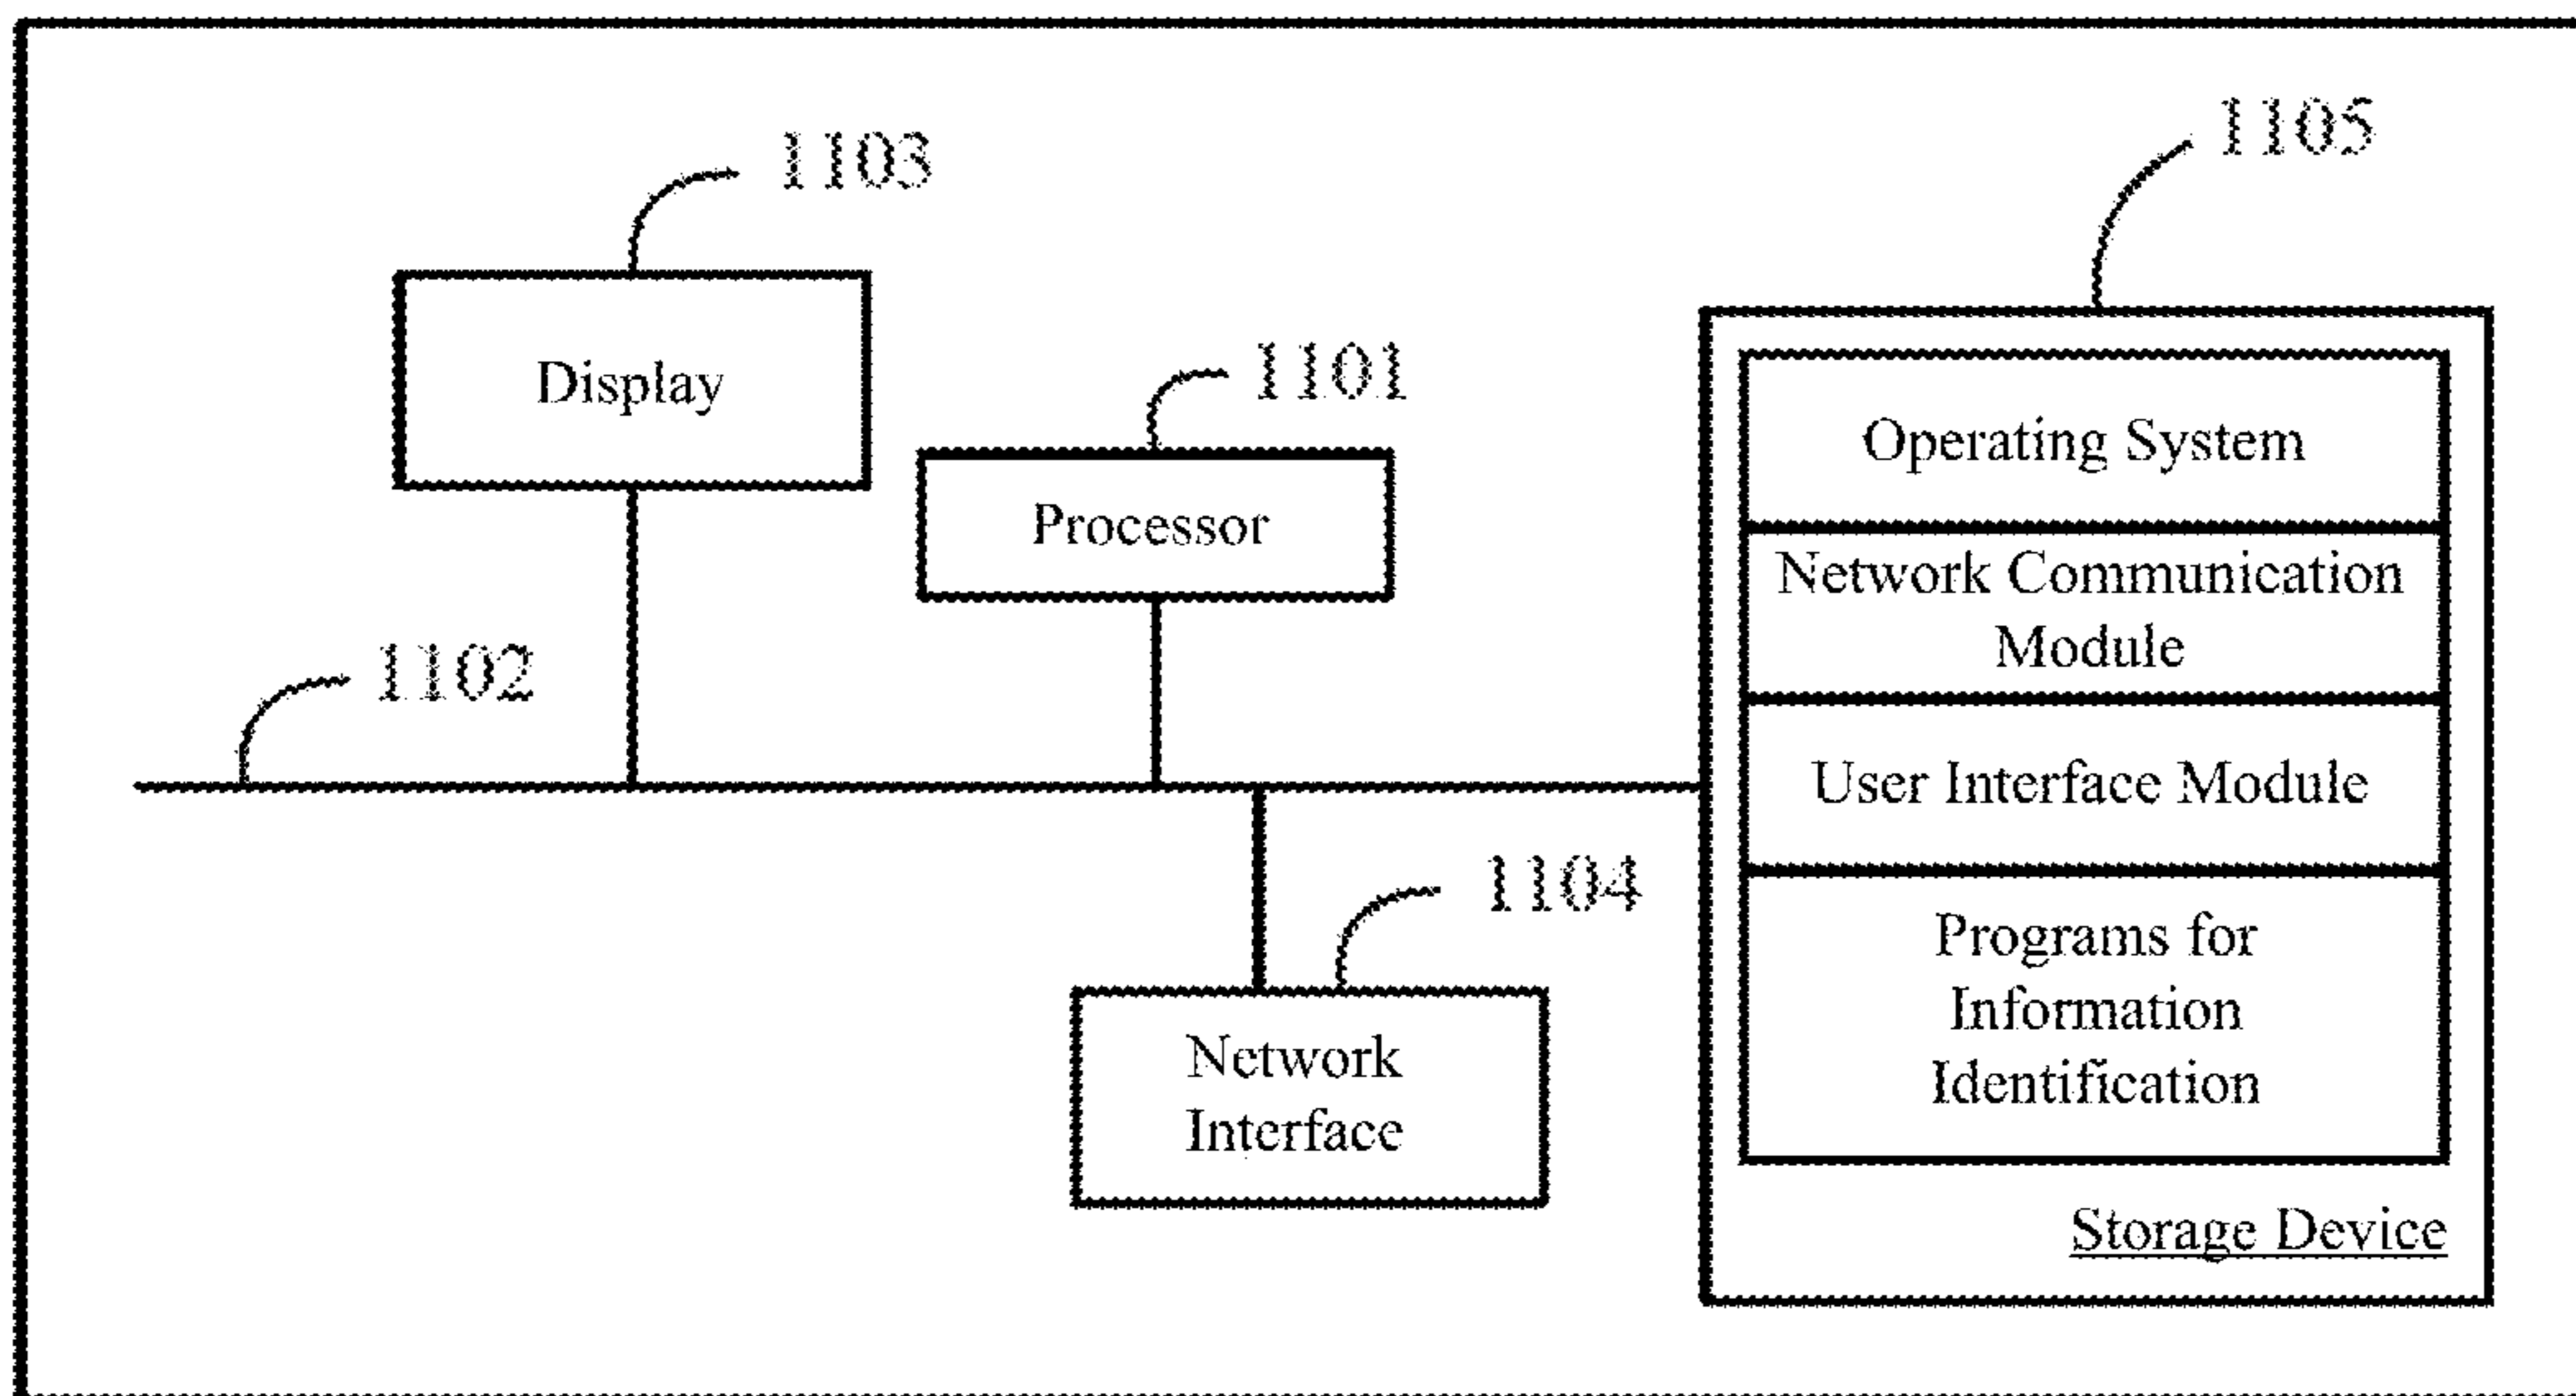 1103
1105
Display
1101
Processor
Operating System
Network Communication
Module
1102
User Interface Module
1104
Network
Interface
Programs for
Information
Identification
Storage Device